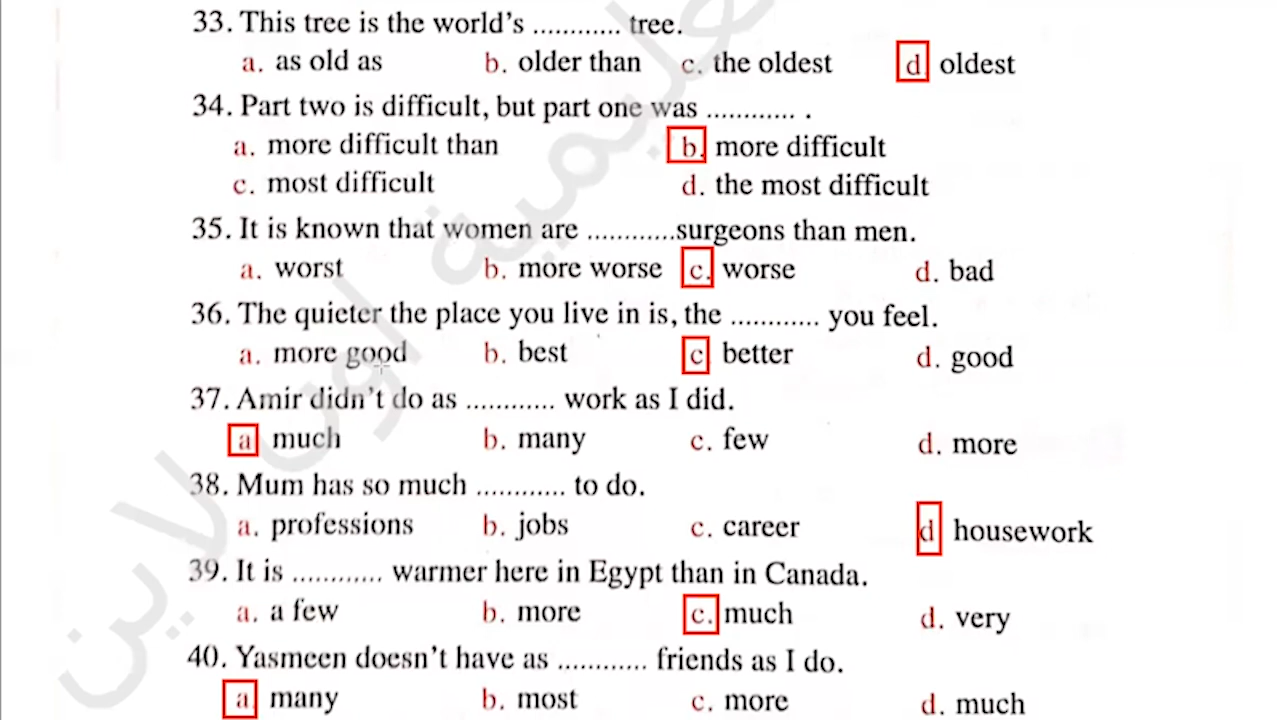 33. This tree is the world's ............ tree.
a. as old as b. older than c. the oldest d oldest
34. Part two is difficult, but part one was ............ .
a. more difficult than b. more difficult
c. most difficult d. the most difficult
35. It is known that women are ............surgeons than men.
a. worst b. more worse c. worse d. bad
36. The quieter the place you live in is, the ............ you feel.
a. more good b. best c better d. good
37. Amir didn't do as ............ work as I did.
a much b. many c. few d. more
38. Mum has so much ............ to do.
a. professions b. jobs c. career d housework
39. It is ............ warmer here in Egypt than in Canada.
a. a few b. more c. much d. very
40. Yasmeen doesn't have as ............ friends as I do.
a many b. most c. more d. much
اون لاين